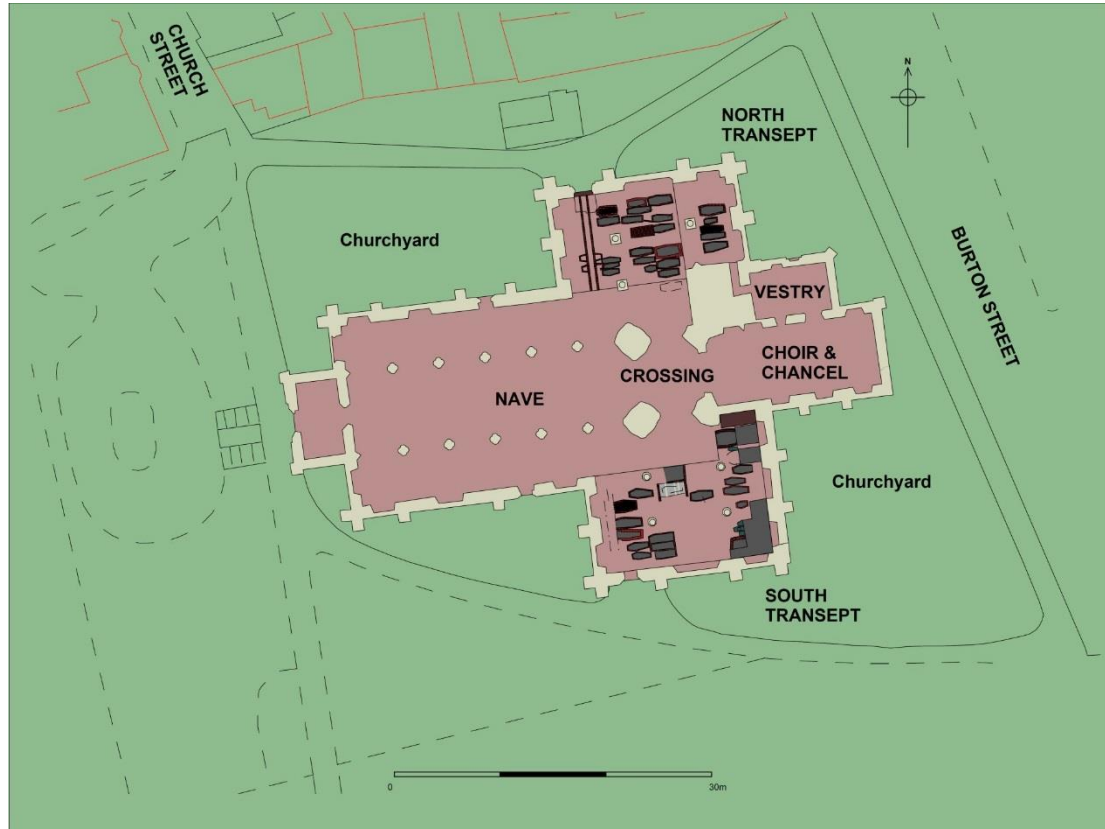 CHURCH
STREET
N
NORTH
TRANSEPT
Churchyard
BURTON STREET
VESTRY
CHOIR &
CHANCEL
CROSSING
NAVE
Churchyard
SOUTH
TRANSEPT
0
30m